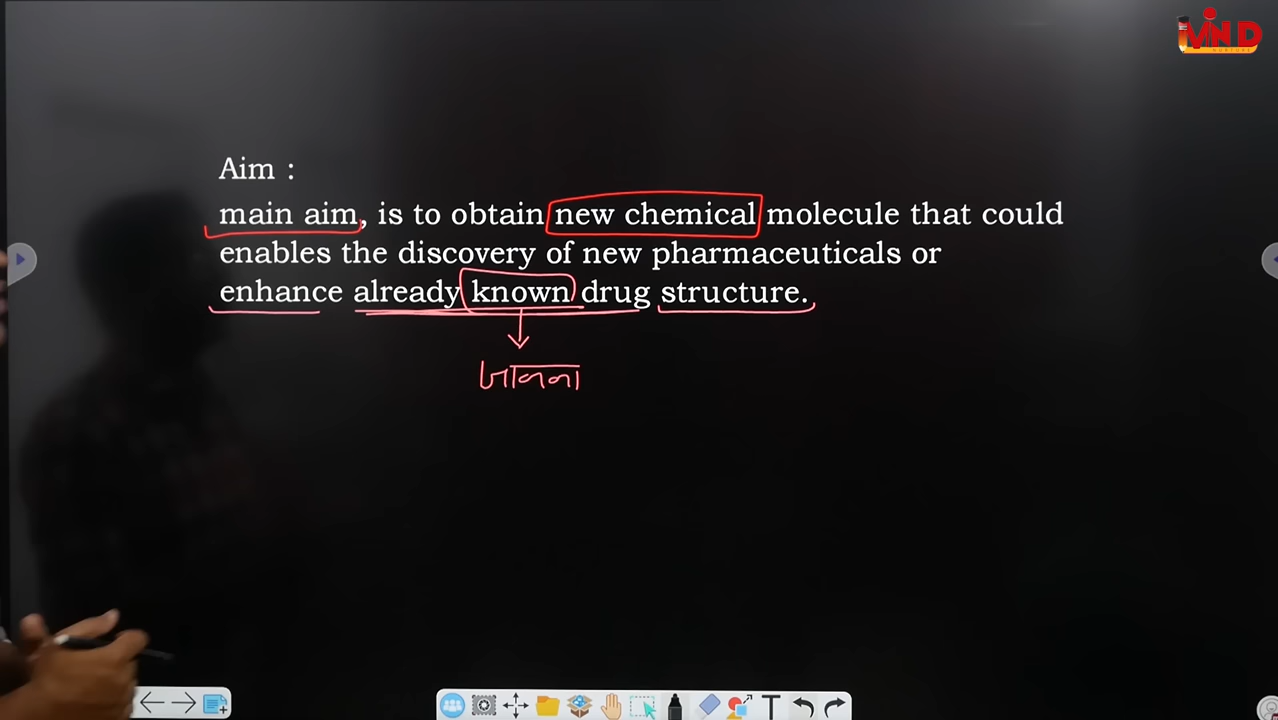 Aim :
main aim, is to obtain new chemical molecule that could
enables the discovery of new pharmaceuticals or
enhance already known drug structure.
जानना